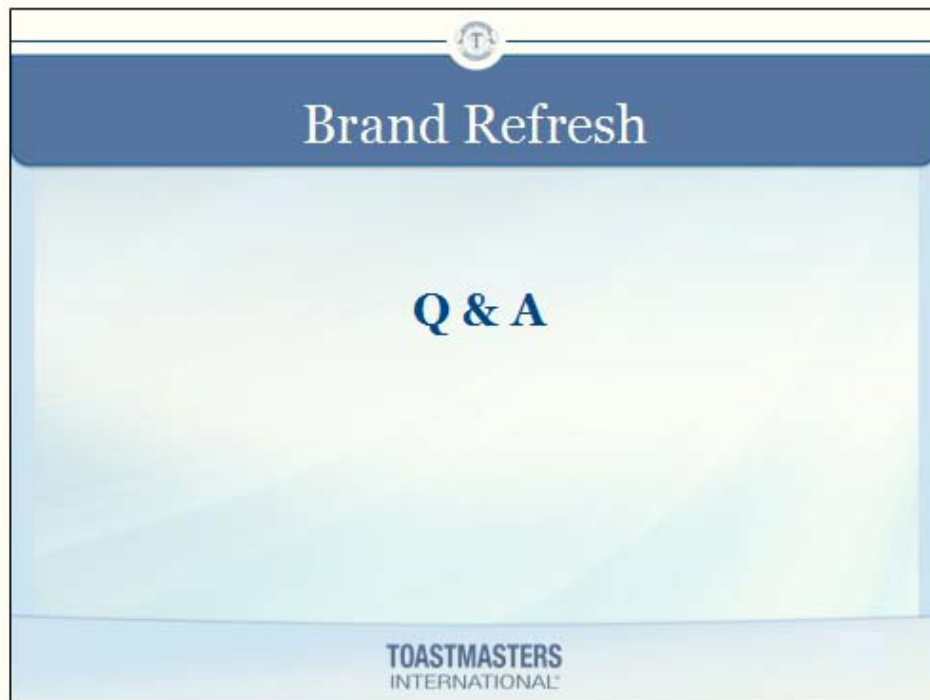 T
Brand Refresh
Q & A
TOASTMASTERS
INTERNATIONAL®